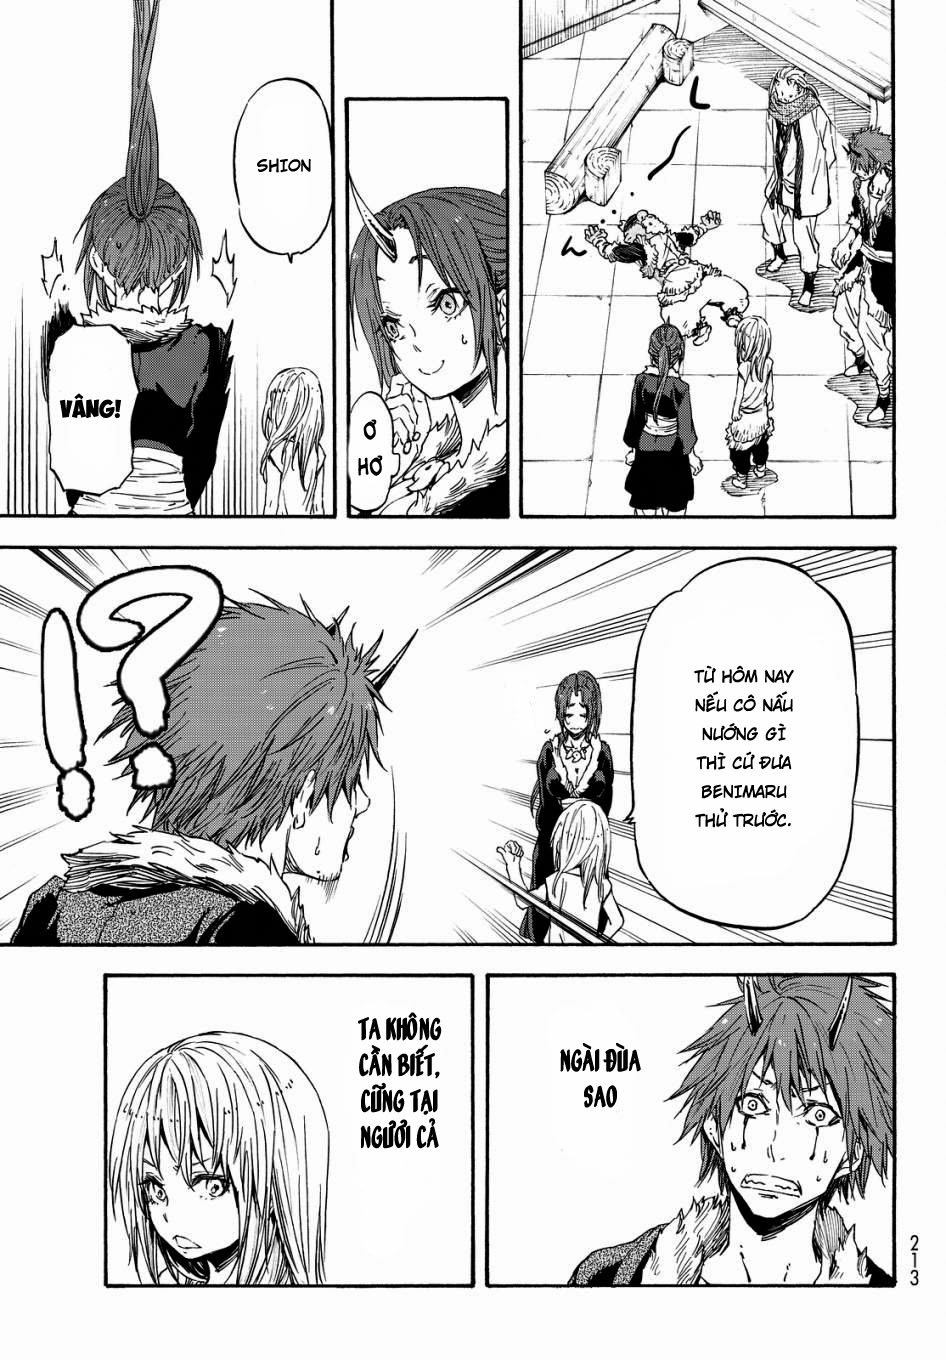 Ơ
HƠ
SHION
VÂNG!
TỪ HÔM NAY
NẾU CÔ NẤU
NƯỚNG GÌ
THÌ CỨ ĐƯA
BENIMARU
THỬ TRƯỚC.
!?
NGÀI ĐÙA
SAO
TA KHÔNG
CẦN BIẾT,
CŨNG TẠI
NGƯƠI CẢ
213